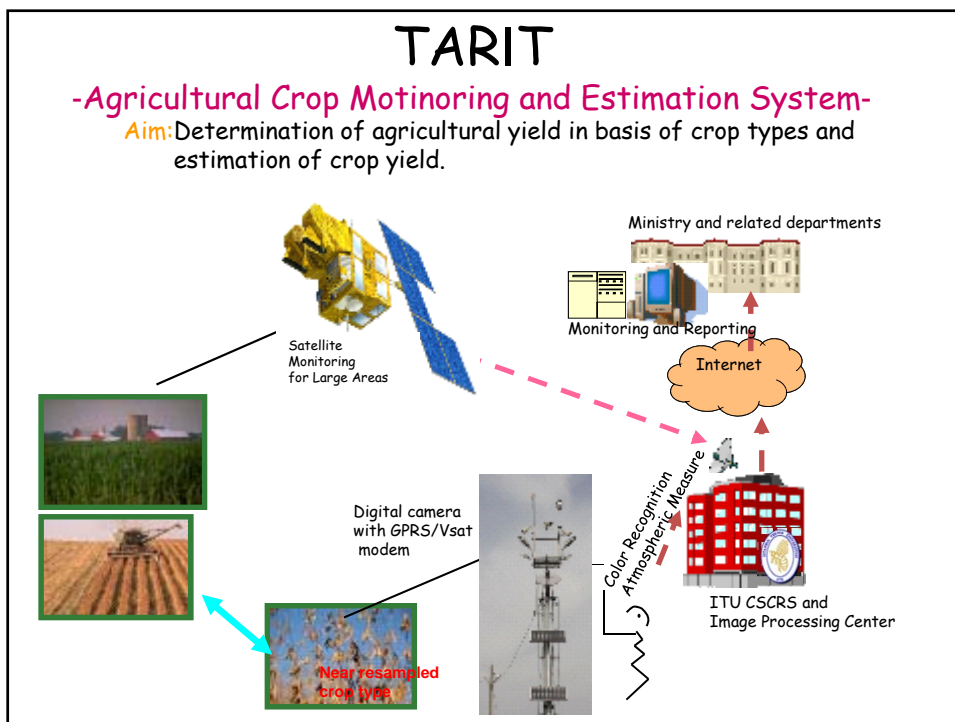 TARIT
-Agricultural Crop Motinoring and Estimation System-
Aim:Determination of agricultural yield in basis of crop types and
estimation of crop yield.
Ministry and related departments
Monitoring and Reporting
Satellite
Monitoring
for Large Areas
Internet
Digital camera
with GPRS/Vsat
modem
Color Recognition
Atmospheric Measure
ITU CSCRS and
Image Processing Center
Near resampled
crop type